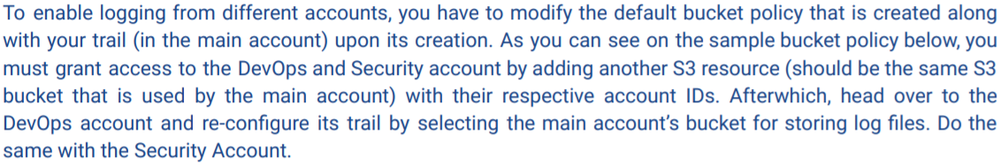 To enable logging from different accounts, you have to modify the default bucket policy that is created along
with your trail (in the main account) upon its creation. As you can see on the sample bucket policy below, you
must grant access to the DevOps and Security account by adding another S3 resource (should be the same S3
bucket that is used by the main account) with their respective account IDs. Afterwhich, head over to the
DevOps account and re-configure its trail by selecting the main account’s bucket for storing log files. Do the
same with the Security Account.